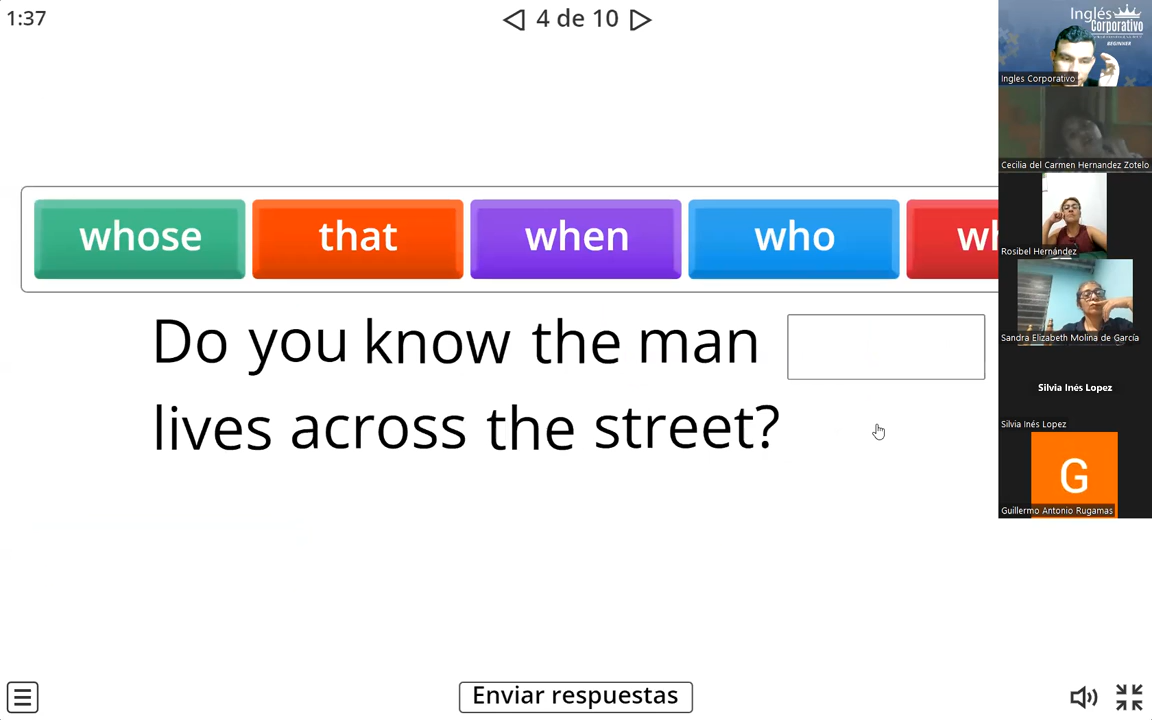 1:37
4 de 10
Inglés
Corporativo
BEGINNER
Ingles Corporativo
Cecilia del Carmen Hernandez Zotelo
whose that when who wh
Rosibel Hernández
Do you know the man
Sandra Elizabeth Molina de García
Silvia Inés Lopez
lives across the street?
Silvia Inés Lopez
G
Guillermo Antonio Rugamas
Enviar respuestas